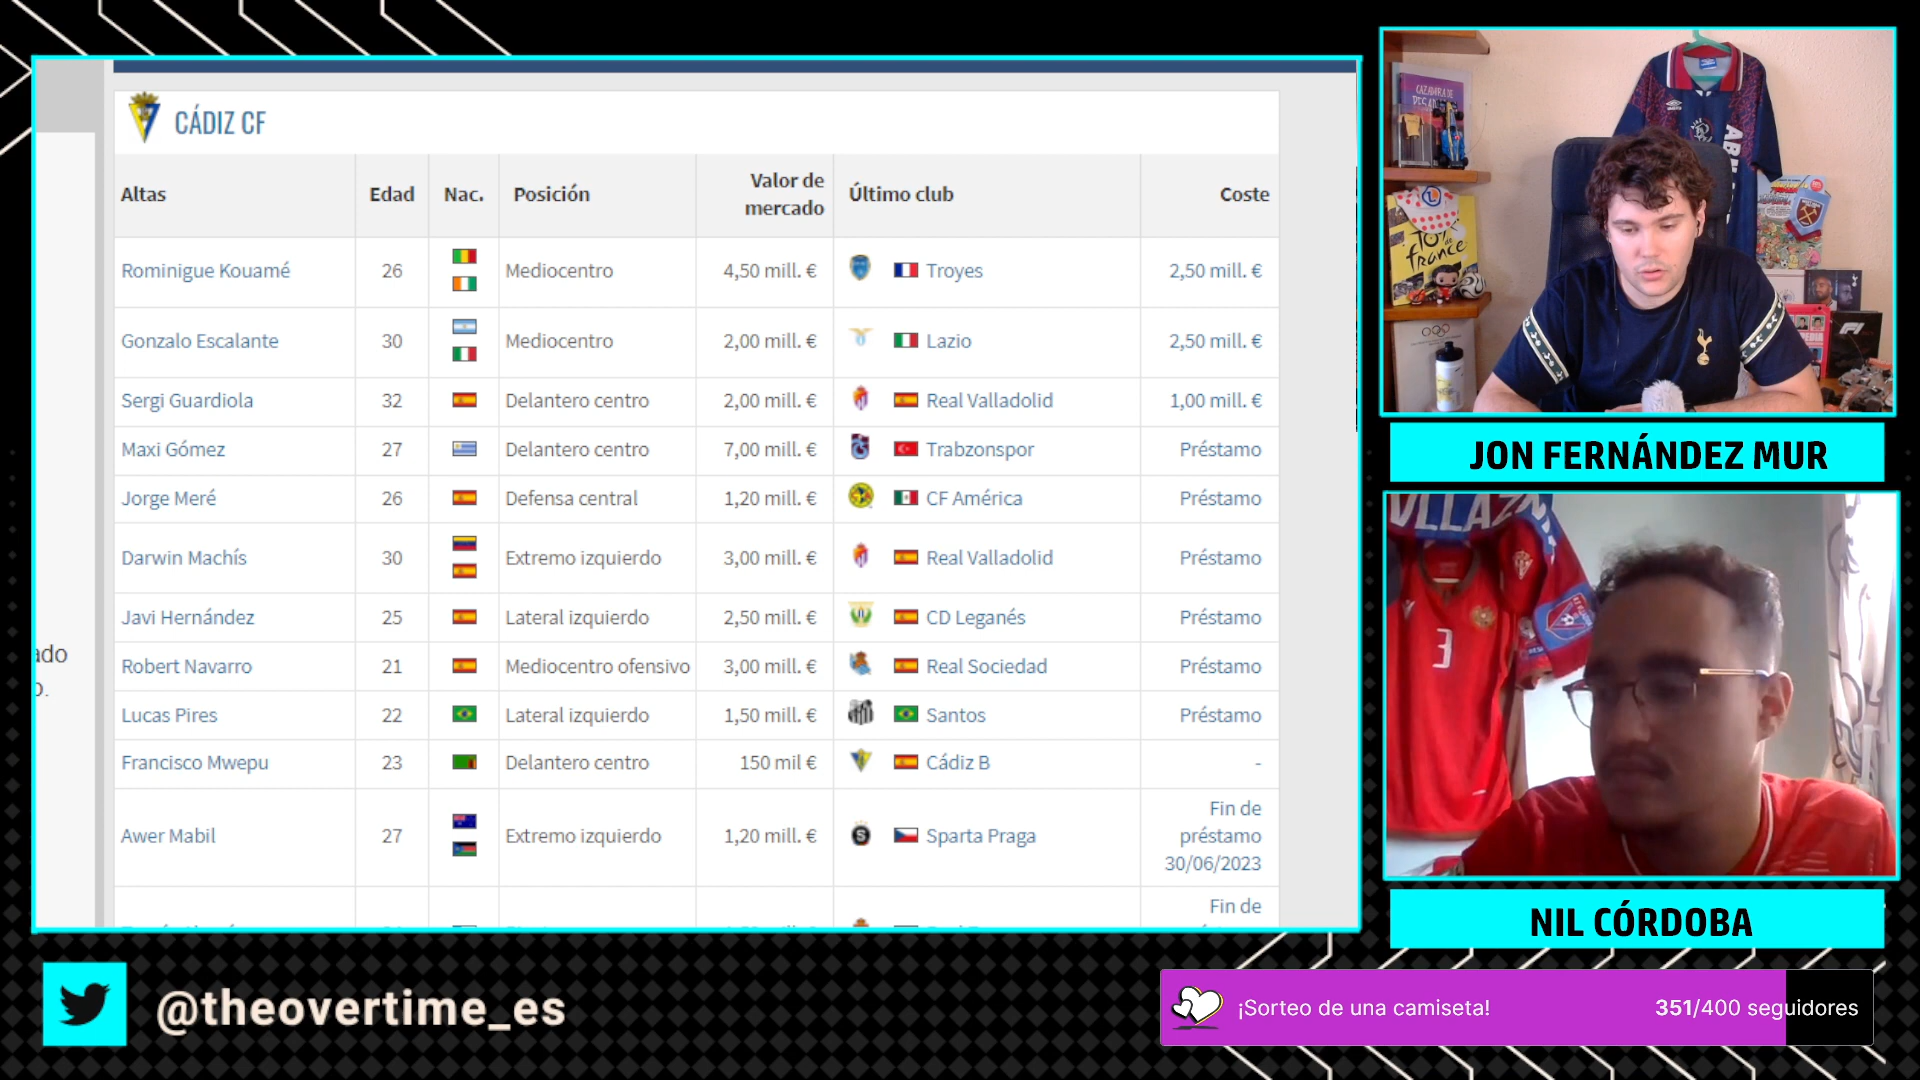 CÁDIZ CF
Altas Edad Nac. Posición Valor de mercado Último club Coste
Rominigue Kouamé 26 Mediocentro 4,50 mill. € Troyes 2,50 mill. €
Gonzalo Escalante 30 Mediocentro 2,00 mill. € Lazio 2,50 mill. €
Sergi Guardiola 32 Delantero centro 2,00 mill. € Real Valladolid 1,00 mill. €
Maxi Gómez 27 Delantero centro 7,00 mill. € Trabzonspor Préstamo
Jorge Meré 26 Defensa central 1,20 mill. € CF América Préstamo
Darwin Machís 30 Extremo izquierdo 3,00 mill. € Real Valladolid Préstamo
Javi Hernández 25 Lateral izquierdo 2,50 mill. € CD Leganés Préstamo
Robert Navarro 21 Mediocentro ofensivo 3,00 mill. € Real Sociedad Préstamo
Lucas Pires 22 Lateral izquierdo 1,50 mill. € Santos Préstamo
Francisco Mwepu 23 Delantero centro 150 mil € Cádiz B -
Awer Mabil 27 Extremo izquierdo 1,20 mill. € Sparta Praga Fin de préstamo 30/06/2023
Fin de
ado
o.
TOUR
de
france
F1
JON FERNÁNDEZ MUR
3
NIL CÓRDOBA
@theovertime_es
¡Sorteo de una camiseta! 351/400 seguidores